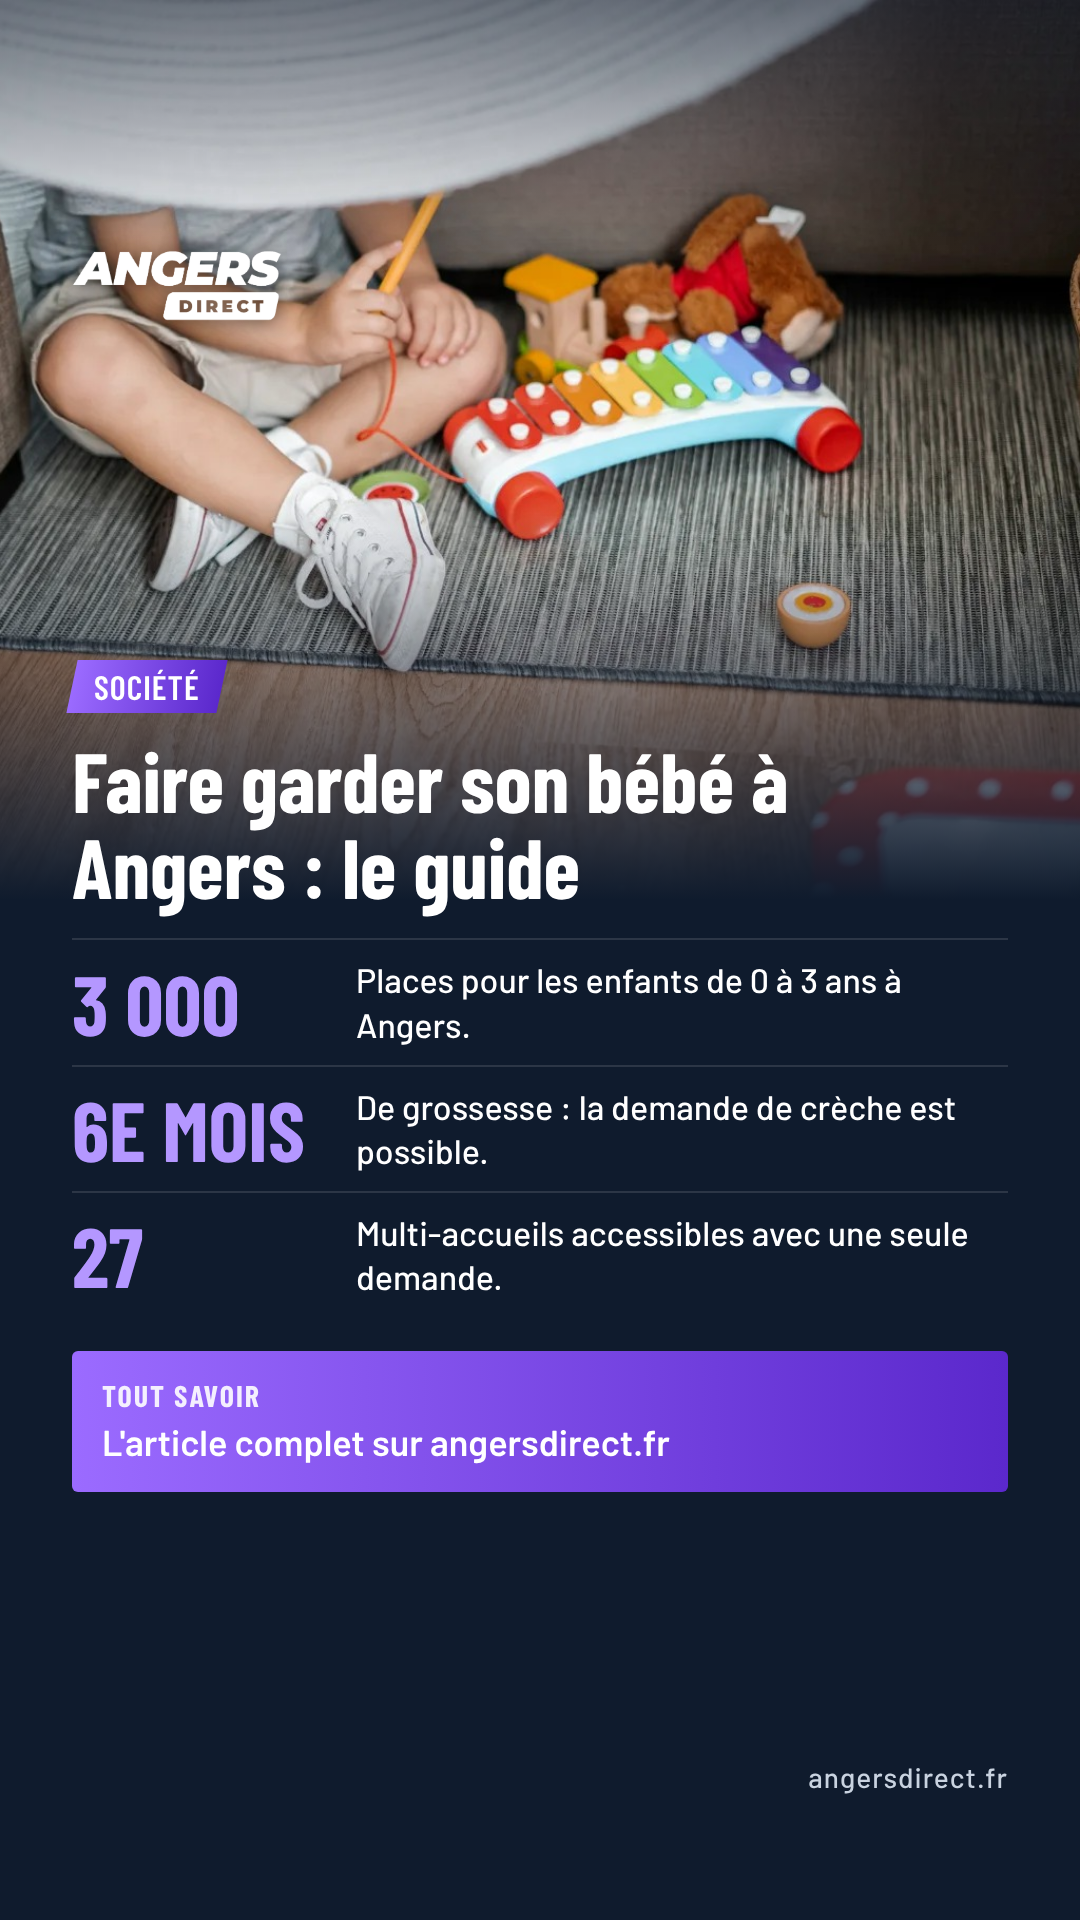 ANGERS
DIRECT
SOCIÉTÉ
Faire garder son bébé à
Angers : le guide
3 000
Places pour les enfants de 0 à 3 ans à
Angers.
6E MOIS
De grossesse : la demande de crèche est
possible.
27
Multi-accueils accessibles avec une seule
demande.
TOUT SAVOIR
L'article complet sur angersdirect.fr
angersdirect.fr